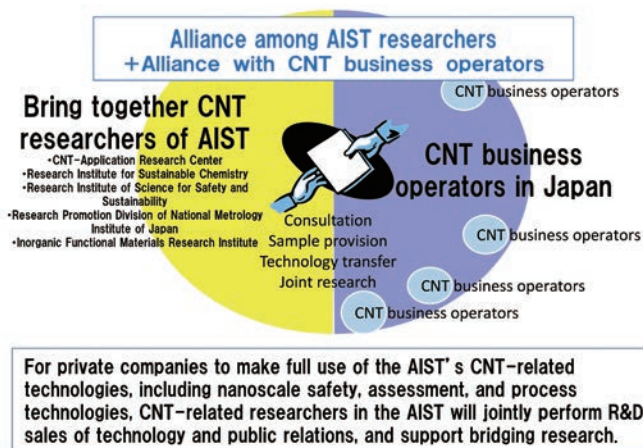 Alliance among AIST researchers
+Alliance with CNT business operators
CNT business operators
Bring together CNT
researchers of AIST
•CNT-Application Research Center
•Research Institute for Sustainable Chemistry
•Research Institute of Science for Safety and
Sustainability
•Research Promotion Division of National Metrology
Institute of Japan
•Inorganic Functional Materials Research Institute
CNT business
operators in Japan
Consultation
Sample provision
Technology transfer
Joint research
CNT business operators
CNT business operators
CNT business operators
For private companies to make full use of the AIST's CNT-related
technologies, including nanoscale safety, assessment, and process
technologies, CNT-related researchers in the AIST will jointly perform R&D
sales of technology and public relations, and support bridging research.